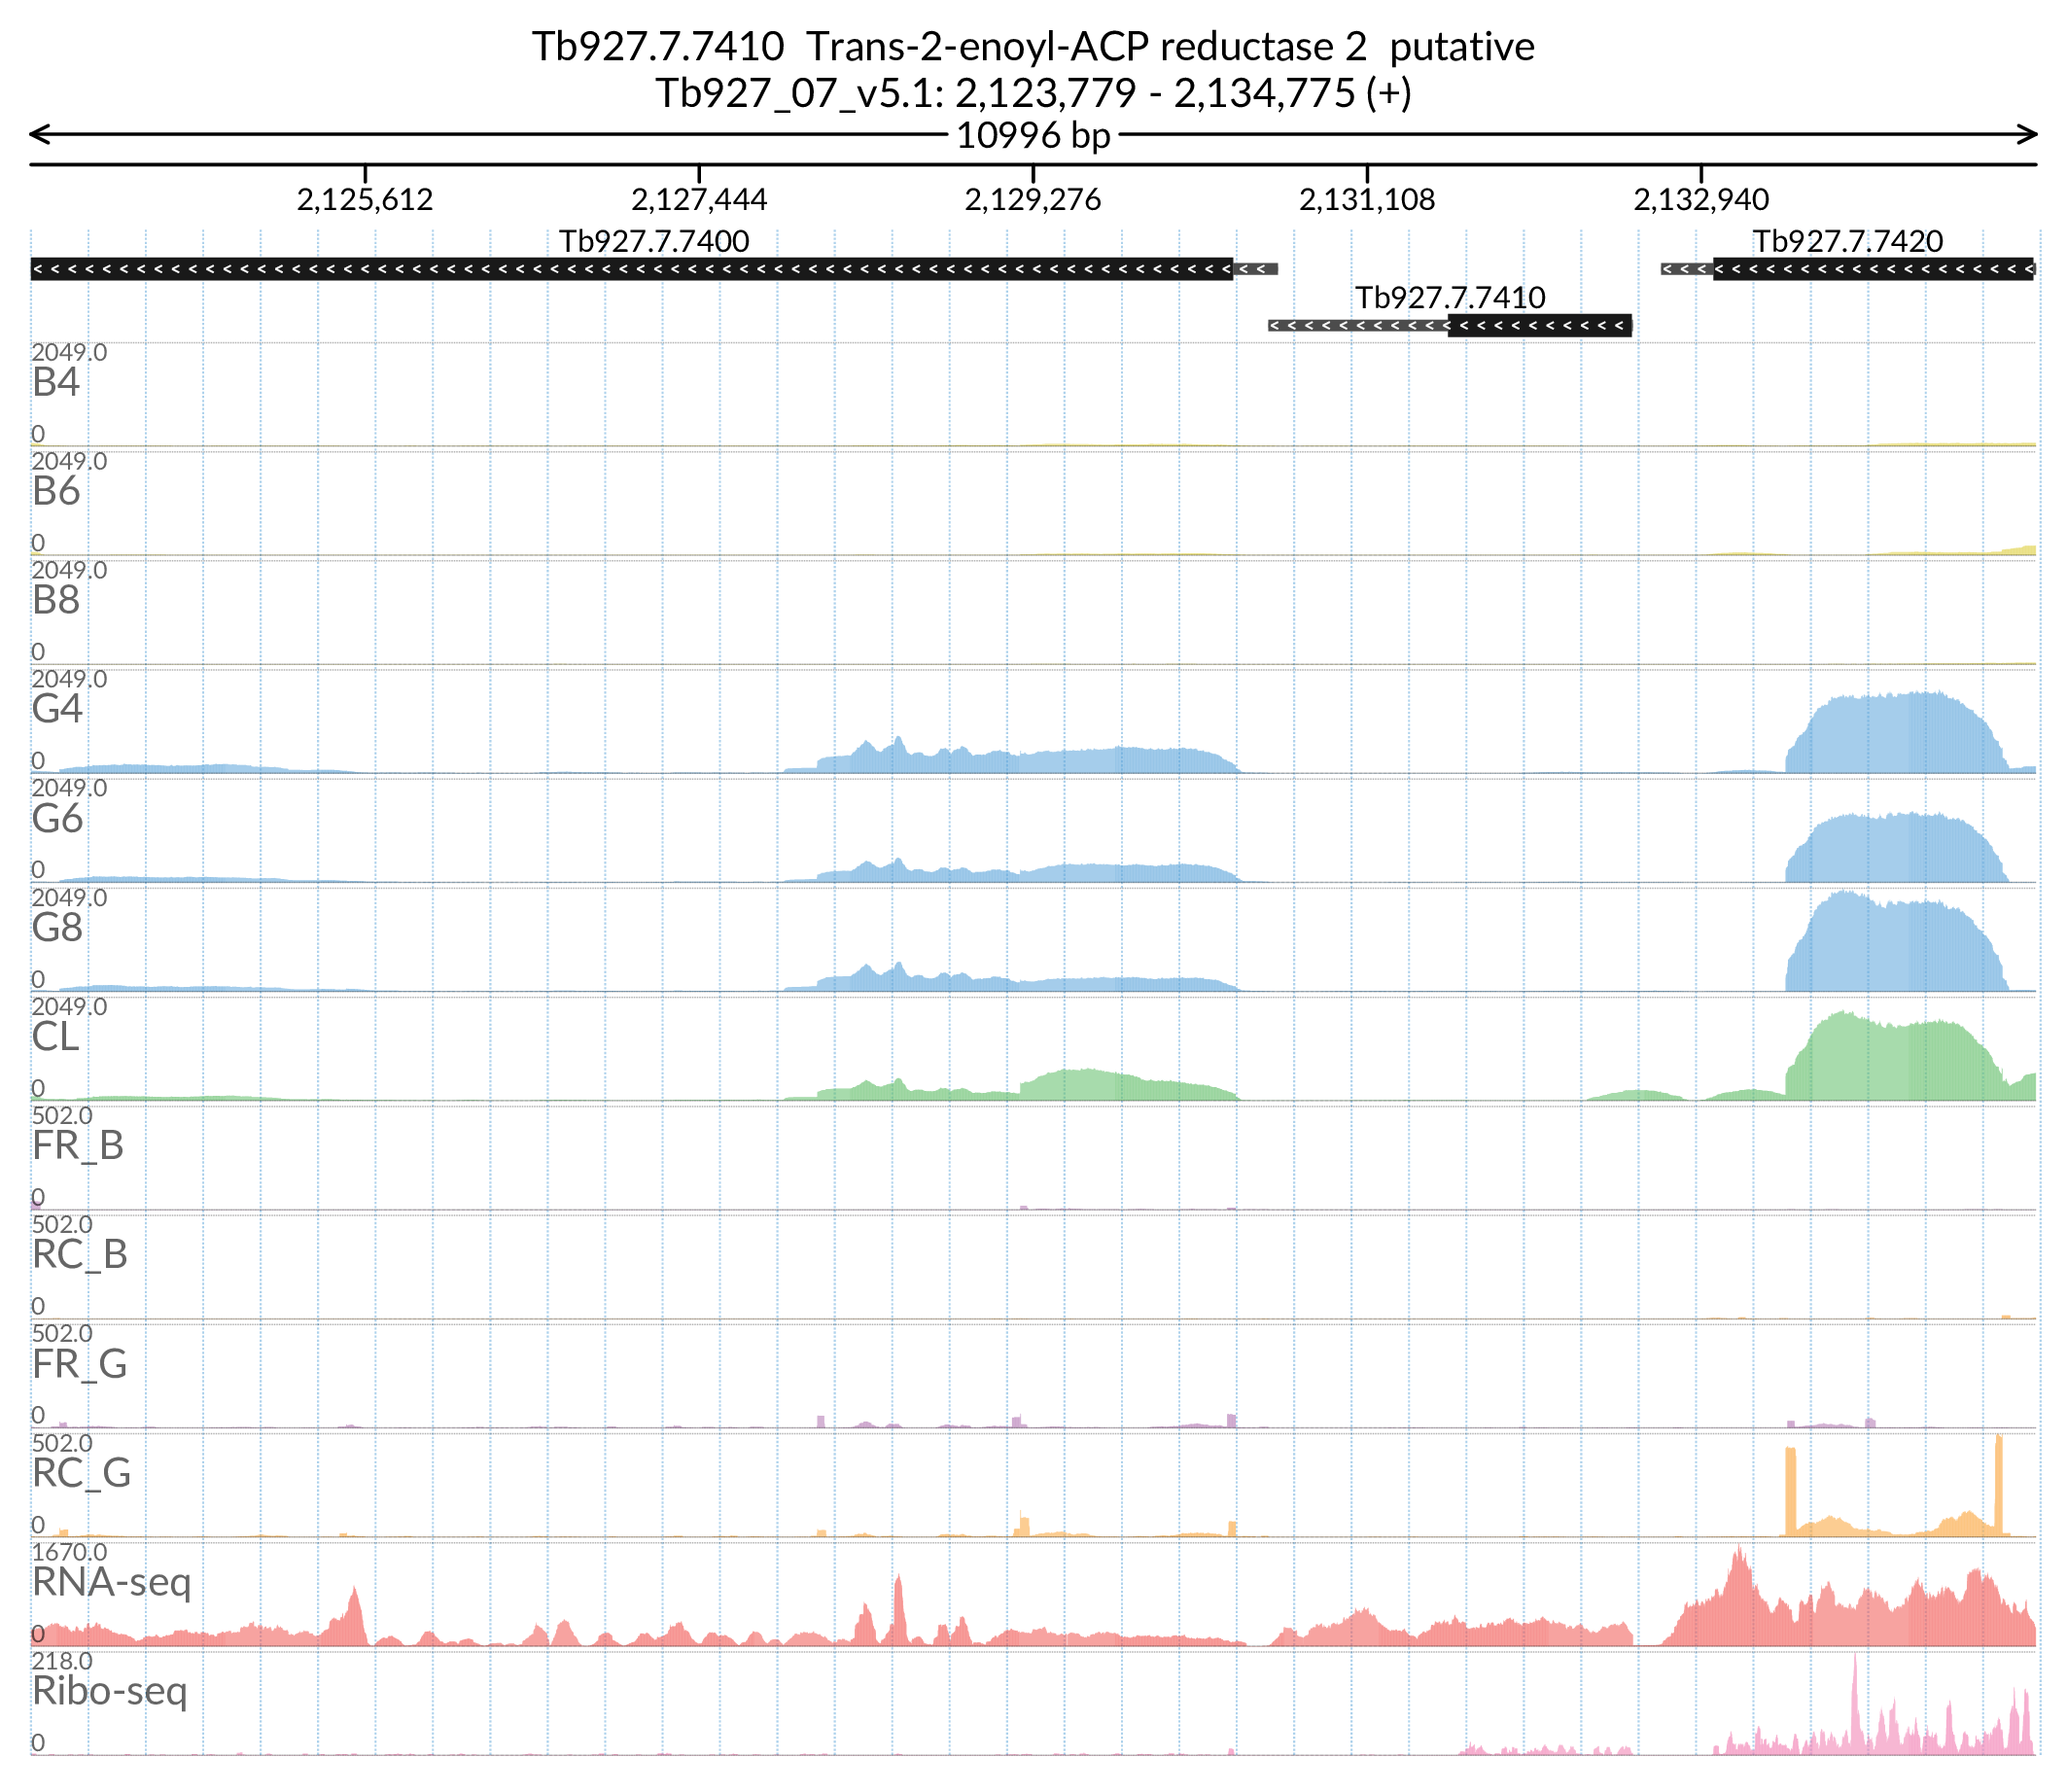 Tb927.7.7410 Trans-2-enoyl-ACP reductase 2 putative
Tb927_07_v5.1: 2,123,779 - 2,134,775 (+)
10996 bp
2,125,612 2,127,444 2,129,276 2,131,108 2,132,940
Tb927.7.7400 Tb927.7.7420
Tb927.7.7410
2049.0
B4
0
2049.0
B6
0
2049.0
B8
0
2049.0
G4
0
2049.0
G6
0
2049.0
G8
0
2049.0
CL
0
502.0
FR_B
0
502.0
RC_B
0
502.0
FR_G
0
502.0
RC_G
0
1670.0
RNA-seq
0
218.0
Ribo-seq
0